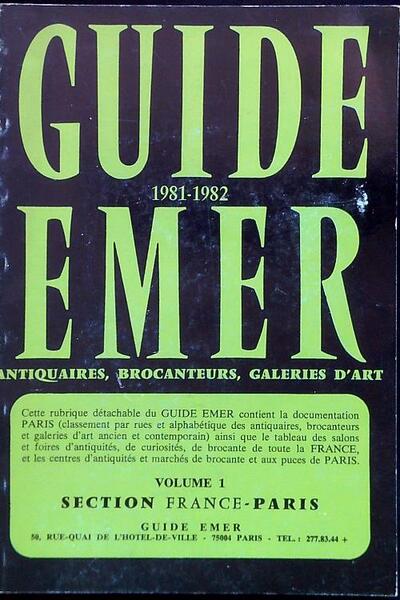 GUIDE
1981-1982
EMER
ANTIQUAIRES, BROCANTEURS, GALERIES D'ART
Cette rubrique détachable du GUIDE EMER contient la documentation
PARIS (classement par rues et alphabétique des antiquaires, brocanteurs
et galeries d'art ancien et contemporain) ainsi que le tableau des salons
et foires d'antiquités, de curiosités, de brocante de toute la FRANCE,
et les centres d'antiquités et marchés de brocante et aux puces de PARIS.
VOLUME 1
SECTION FRANCE-PARIS
GUIDE EMER
50, RUE-QUAI DE L'HOTEL-DE-VILLE - 75004 PARIS - TEL.: 277.83.44 +